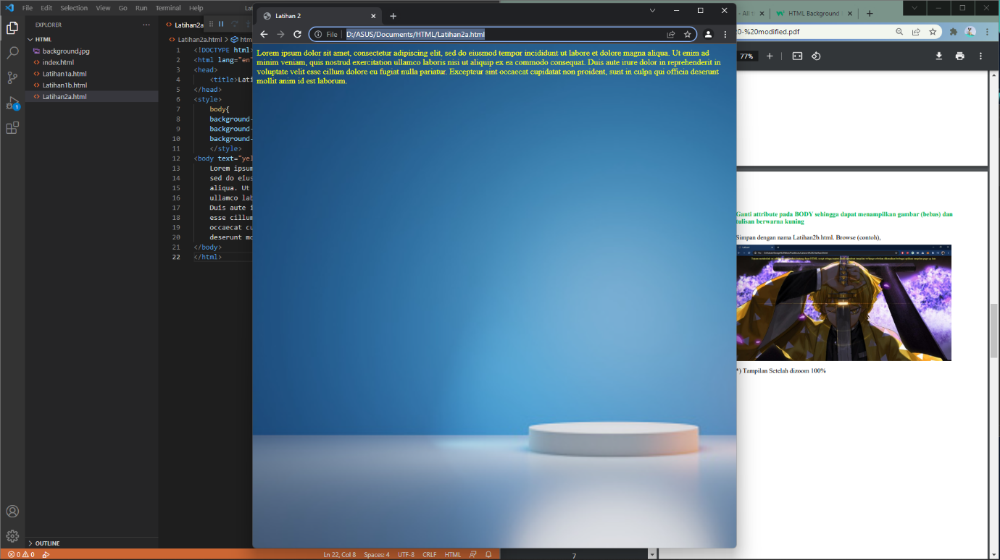 File Edit Selection View Go Run Terminal Help
EXPLORER
HTML
background.jpg
index.html
Latihan1a.html
Latihan1b.html
Latihan2a.html
OUTLINE
1
Latihan2a
Latihan2a.html
1 <!DOCTYPE html>
2 <html lang="en"
3 <head>
4 <title>Lati
5 </head>
6 <style>
7 body{
8 background-
9 background-
10 background-
11 </style>
12 <body text="yel
13 Lorem ipsum
14 sed do eius
15 aliqua. Ut
16 ullamco lab
17 Duis aute i
18 esse cillum
19 occaecat cu
20 deserunt mo
21 </body>
22 </html>
0 0
Ln 22, Col 8 Spaces: 4 UTF-8 CRLF HTML
Latihan 2
File D:/ASUS/Documents/HTML/Latihan2a.html
Lorem ipsum dolor sit amet, consectetur adipiscing elit, sed do eiusmod tempor incididunt ut labore et dolore magna aliqua. Ut enim ad
minim veniam, quis nostrud exercitation ullamco laboris nisi ut aliquip ex ea commodo consequat. Duis aute irure dolor in reprehenderit in
voluptate velit esse cillum dolore eu fugiat nulla pariatur. Excepteur sint occaecat cupidatat non proident, sunt in culpa qui officia deserunt
mollit anim id est laborum.
HTML Background
0-%20modified.pdf
77%
Ganti attribute pada BODY sehingga dapat menampilkan gambar (bebas) dan
tulisan berwarna kuning
Simpan dengan nama Latihan2b.html. Browse (contoh),
*) Tampilan Setelah dizoom 100%
7